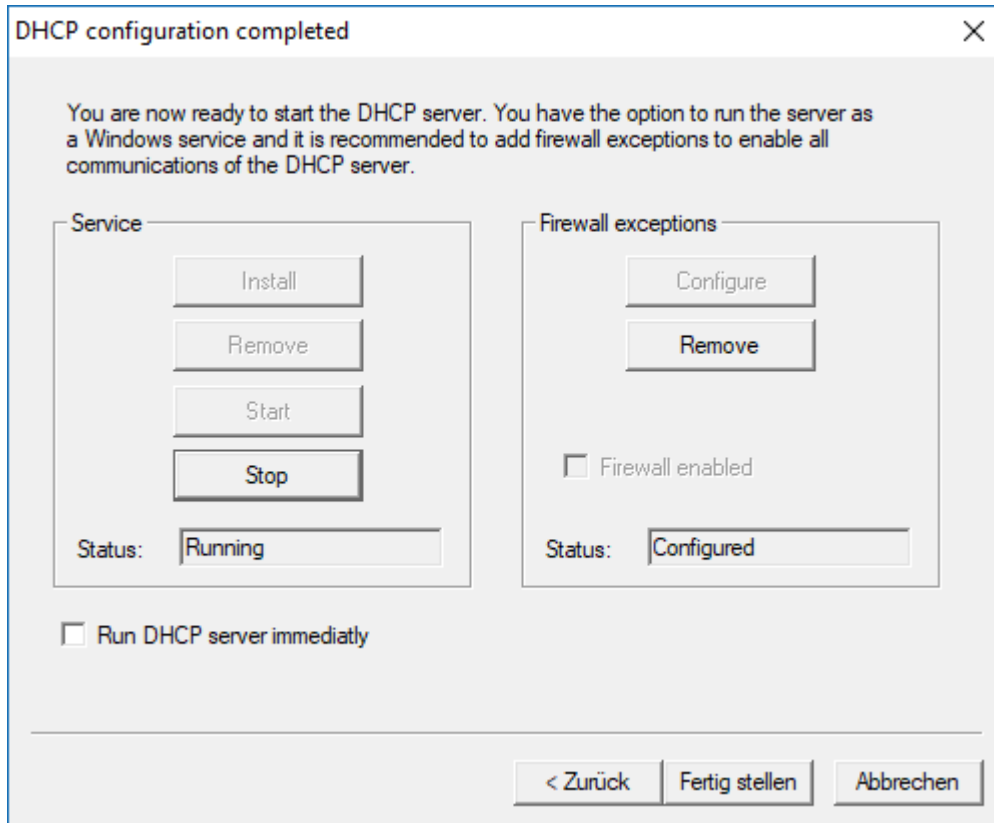 DHCP configuration completed
You are now ready to start the DHCP server. You have the option to run the server as
a Windows service and it is recommended to add firewall exceptions to enable all
communications of the DHCP server.
Service
Install
Remove
Start
Stop
Status: Running
Firewall exceptions
Configure
Remove
Firewall enabled
Status: Configured
Run DHCP server immediatly
< Zurück Fertig stellen Abbrechen